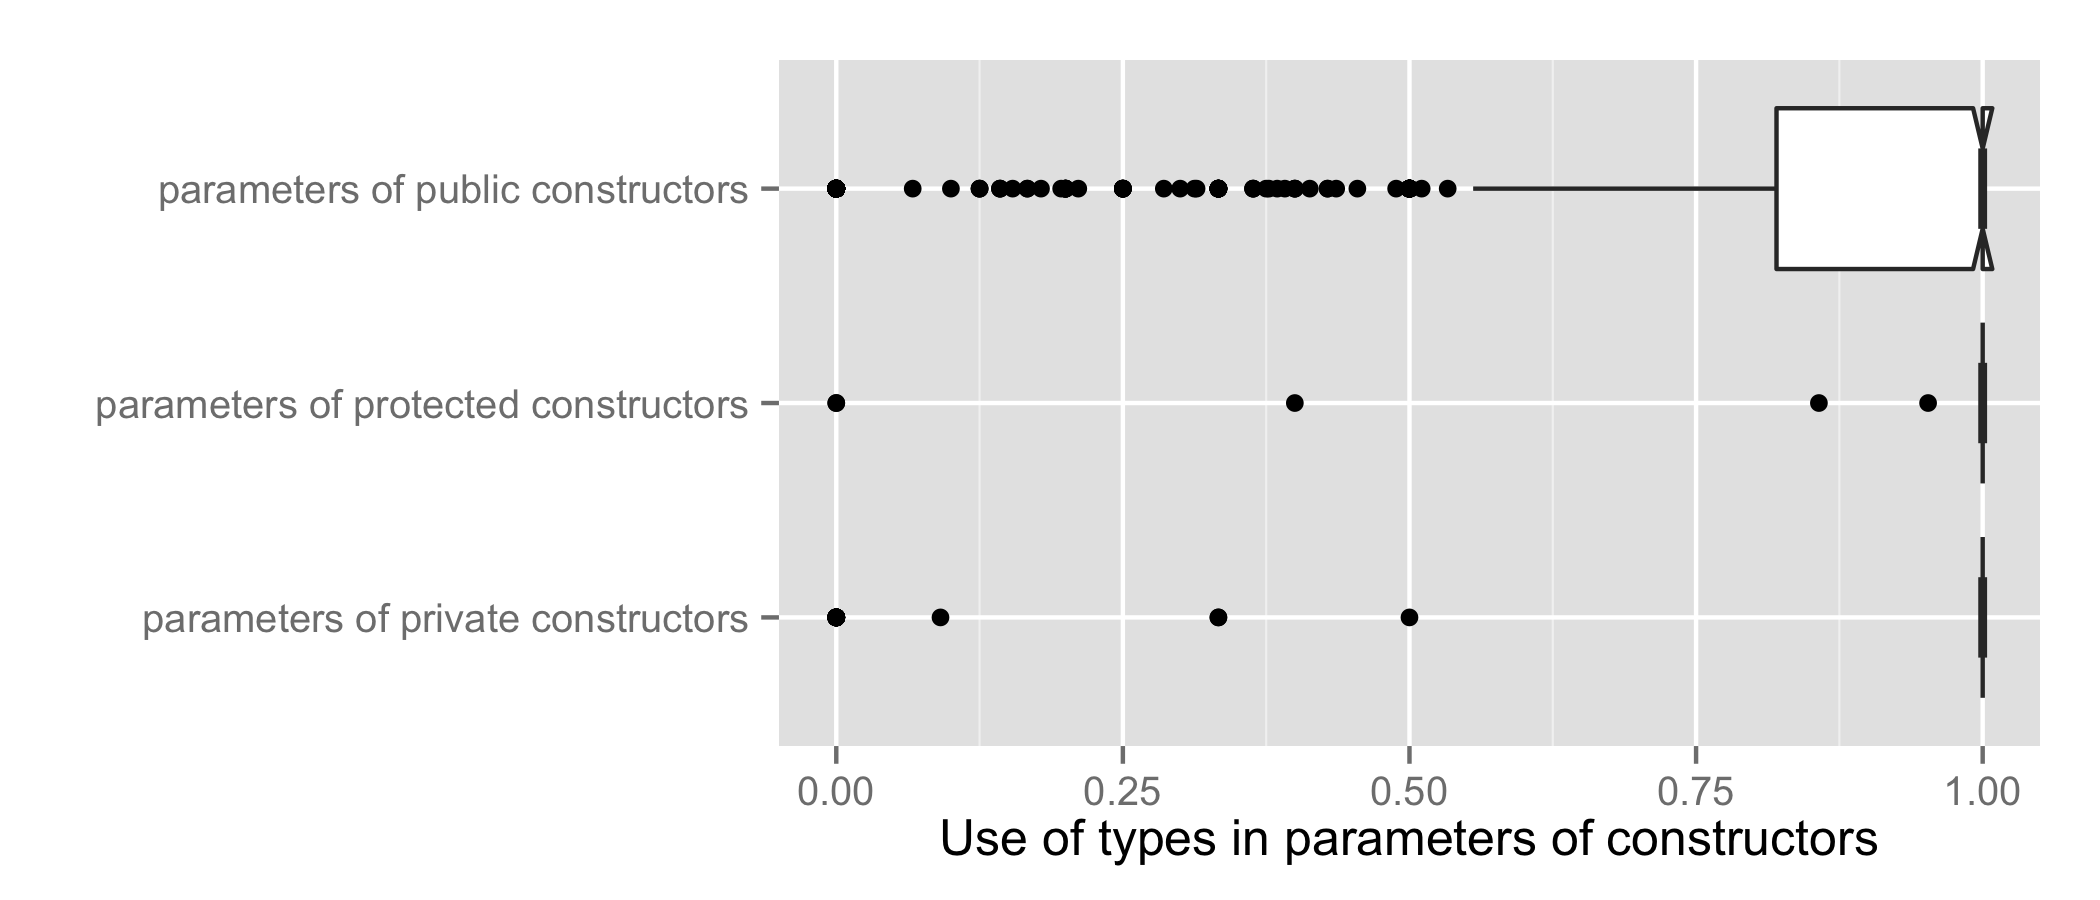 parameters of public constructors
parameters of protected constructors
parameters of private constructors
0.00 0.25 0.50 0.75 1.00
Use of types in parameters of constructors